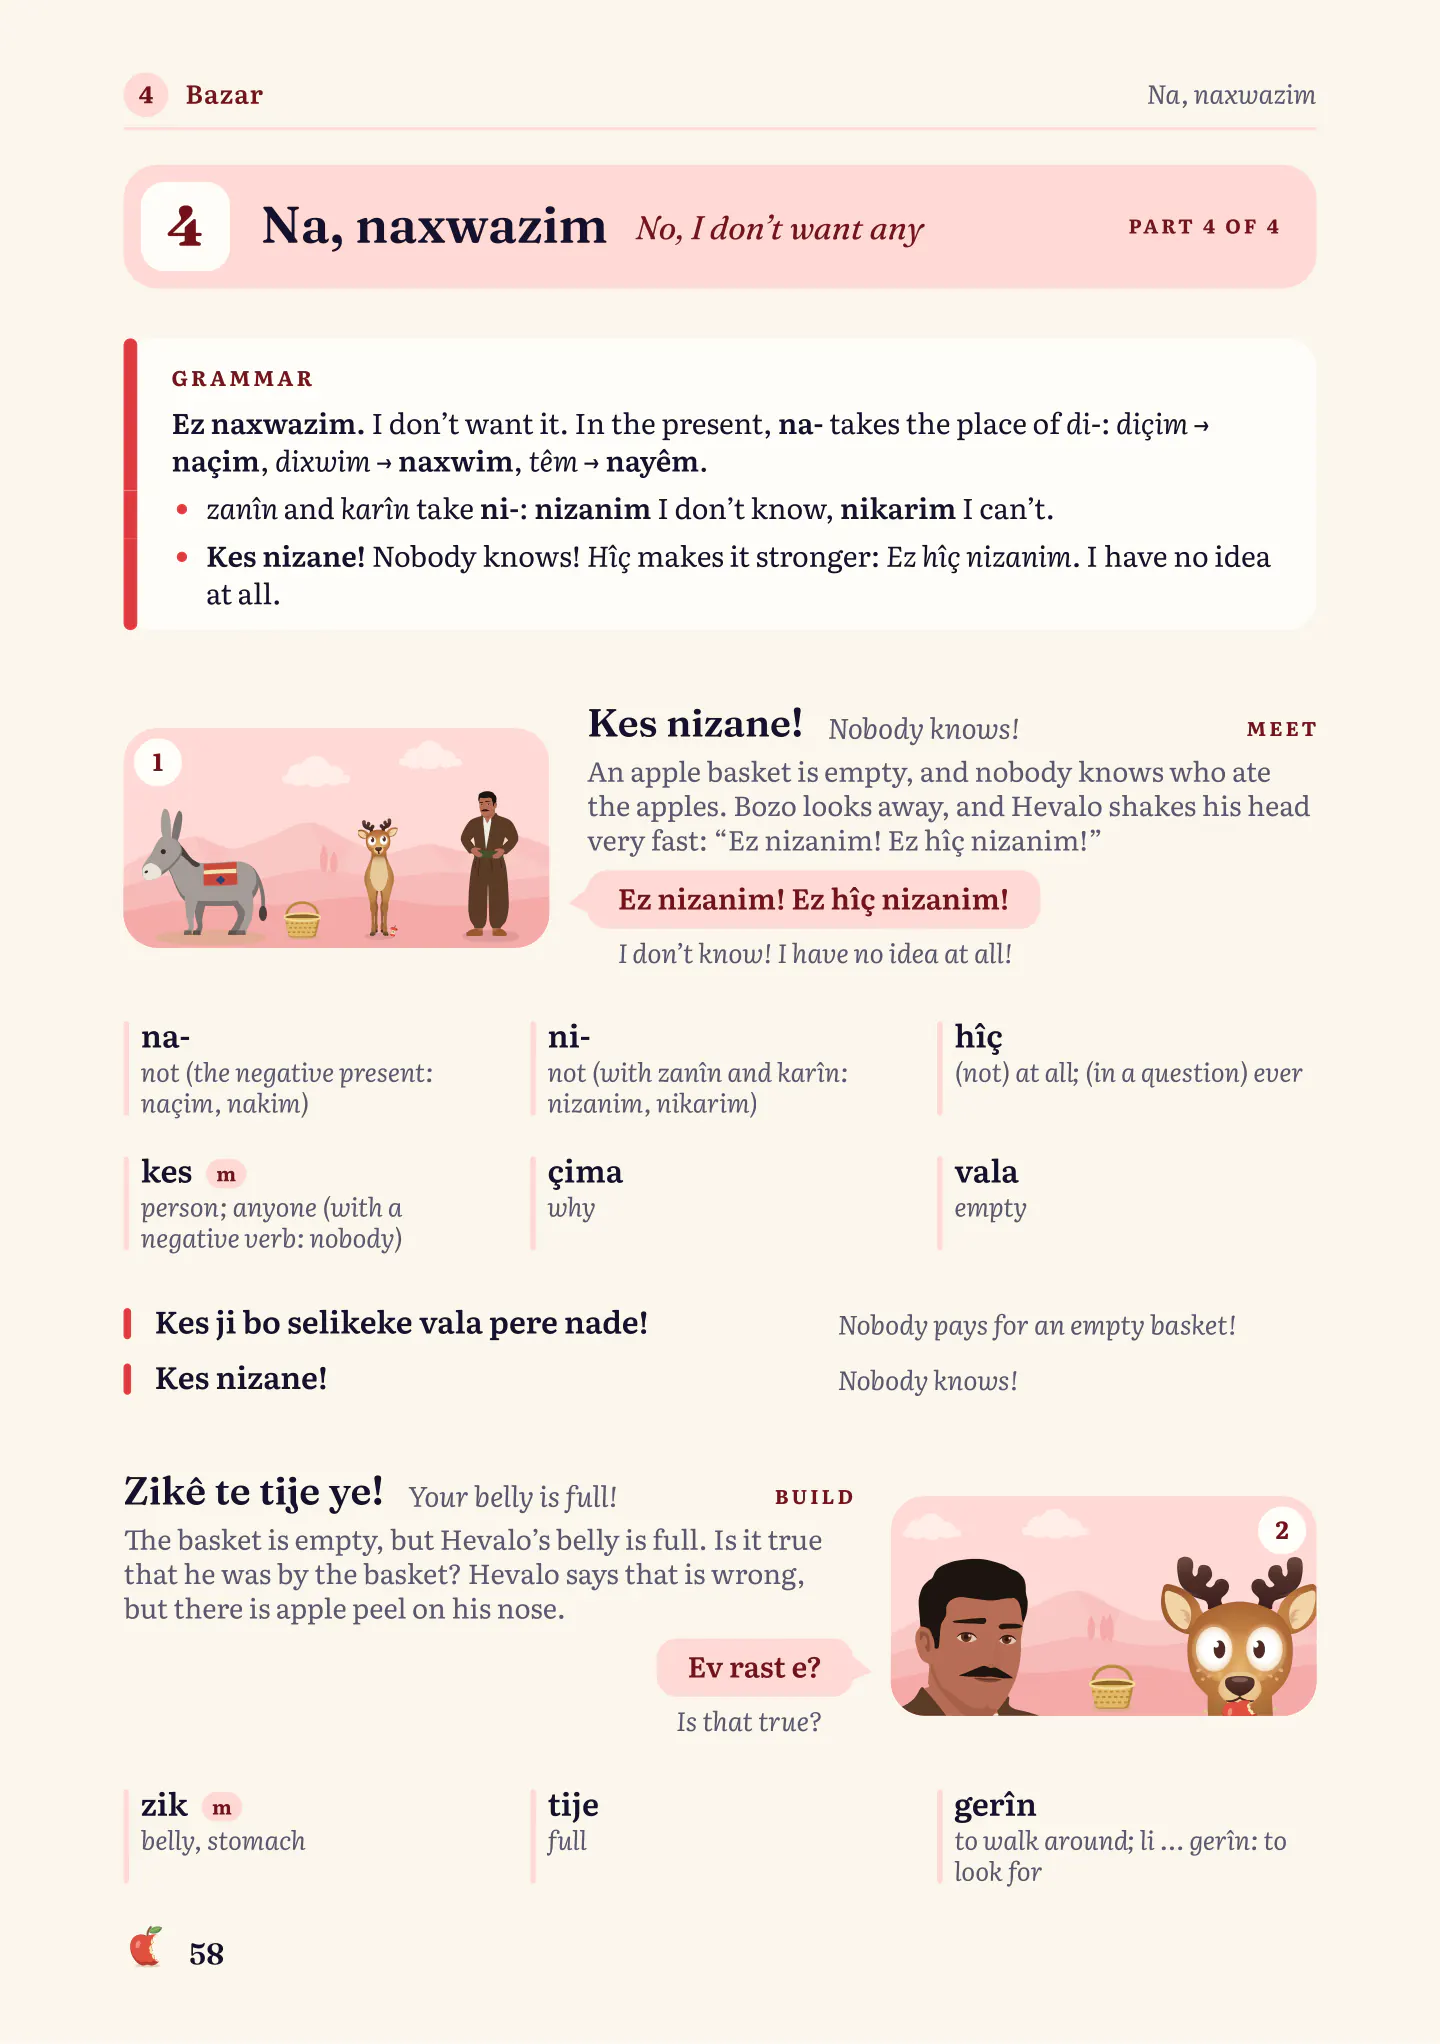 4 Bazar
Na, naxwazim
4 Na, naxwazim No, I don’t want any PART 4 OF 4
GRAMMAR
Ez naxwazim. I don’t want it. In the present, na- takes the place of di-: diçim →
naçim, dixwim → naxwim, têm → nayêm.
• zanîn and karîn take ni-: nizanim I don’t know, nikarim I can’t.
• Kes nizane! Nobody knows! Hîç makes it stronger: Ez hîç nizanim. I have no idea
at all.
1
Kes nizane! Nobody knows! MEET
An apple basket is empty, and nobody knows who ate
the apples. Bozo looks away, and Hevalo shakes his head
very fast: “Ez nizanim! Ez hîç nizanim!”
Ez nizanim! Ez hîç nizanim!
I don’t know! I have no idea at all!
na-
not (the negative present:
naçim, nakim)
ni-
not (with zanîn and karîn:
nizanim, nikarim)
hîç
(not) at all; (in a question) ever
kes m
person; anyone (with a
negative verb: nobody)
çima
why
vala
empty
Kes ji bo selikeke vala pere nade! Nobody pays for an empty basket!
Kes nizane! Nobody knows!
Zikê te tije ye! Your belly is full! BUILD
The basket is empty, but Hevalo’s belly is full. Is it true
that he was by the basket? Hevalo says that is wrong,
but there is apple peel on his nose.
Ev rast e?
Is that true?
2
zik m
belly, stomach
tije
full
gerîn
to walk around; li … gerîn: to
look for
58